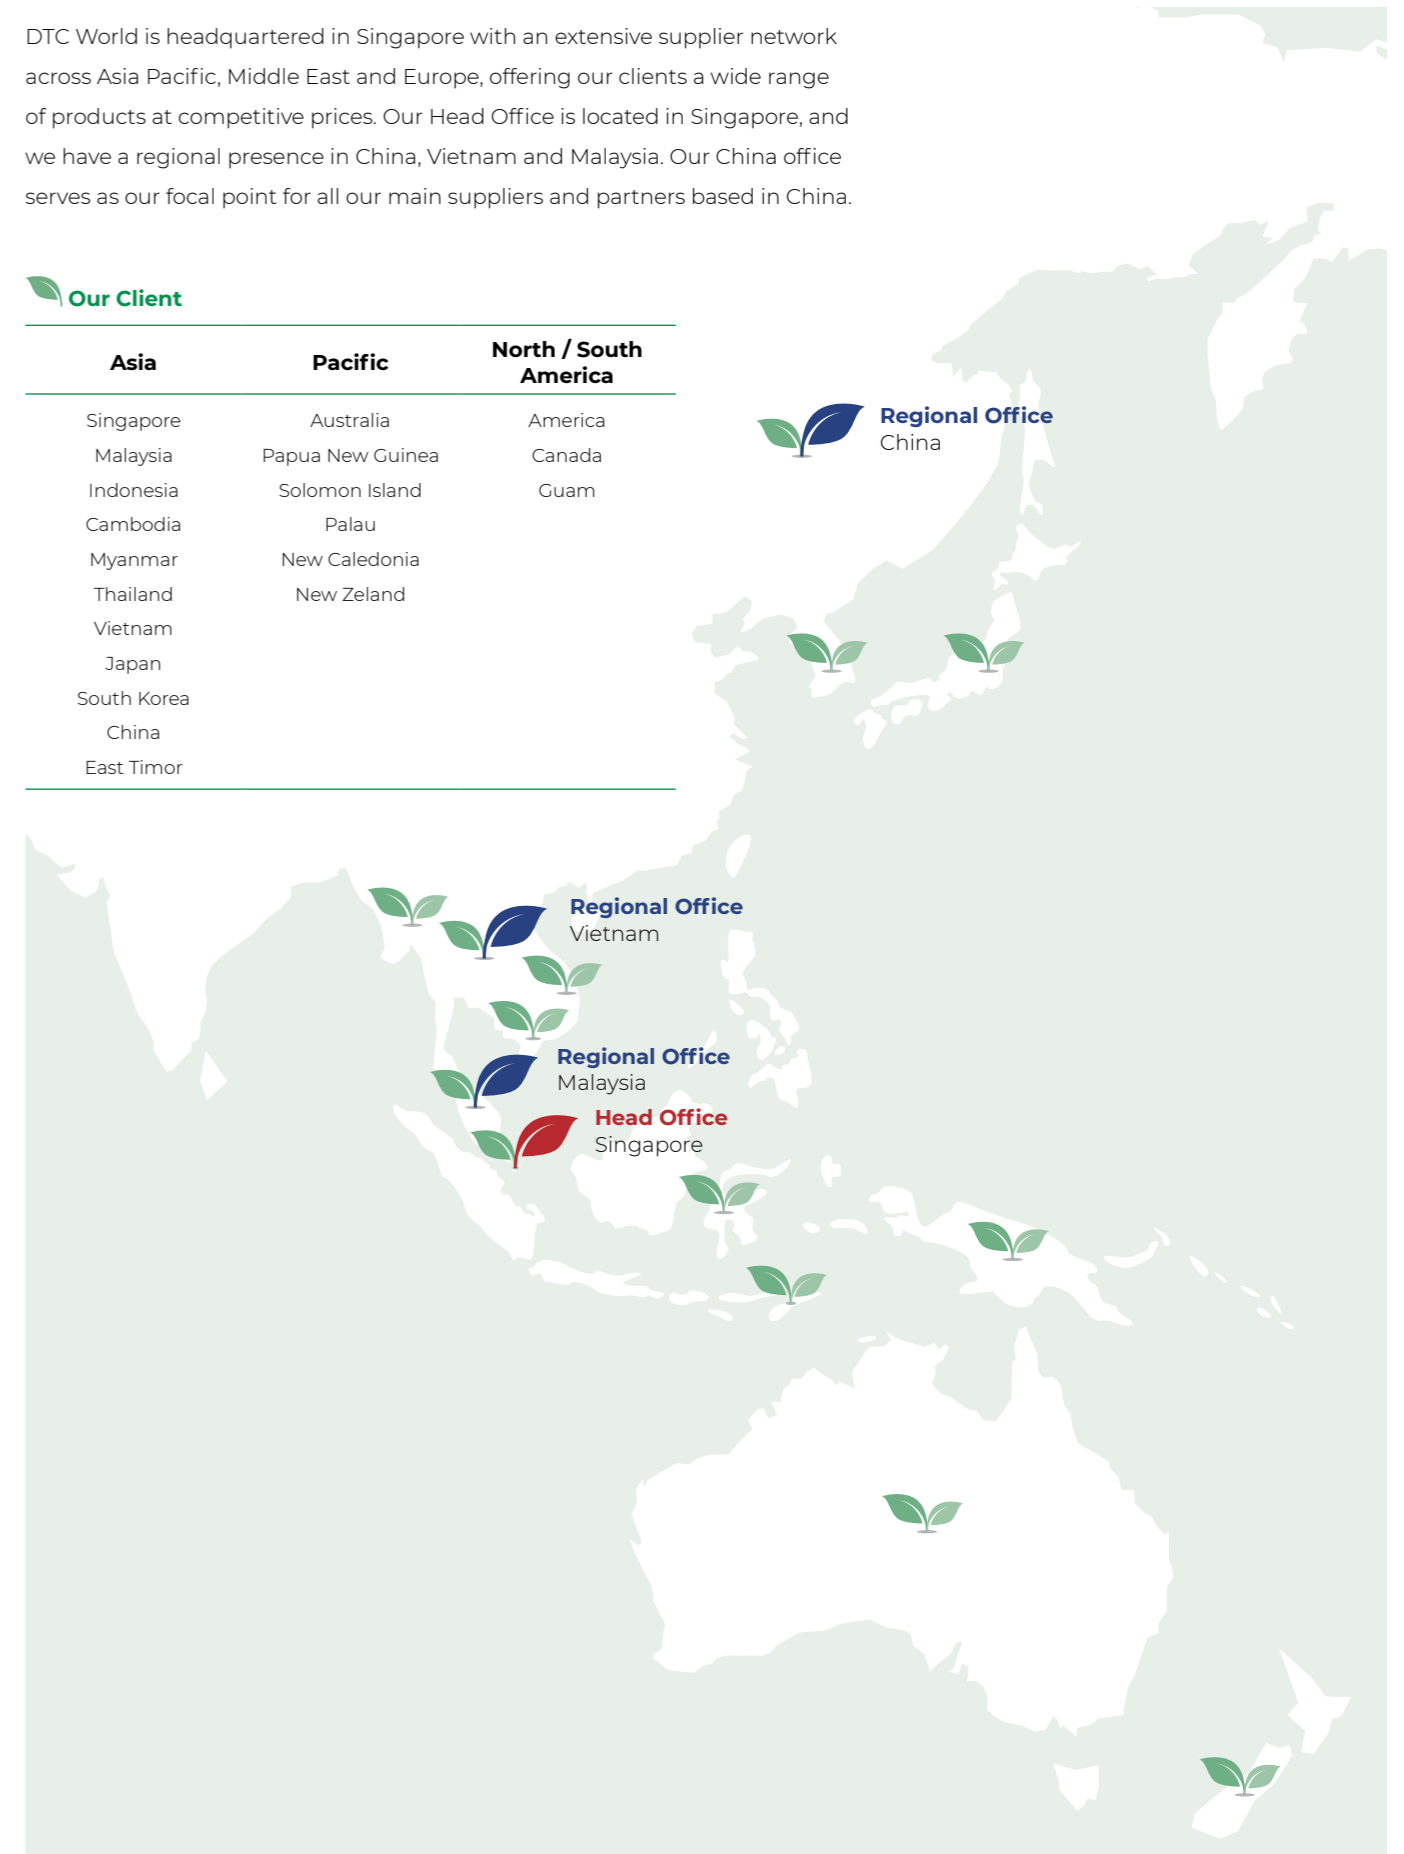 DTC World is headquartered in Singapore with an extensive supplier network
across Asia Pacific, Middle East and Europe, offering our clients a wide range
of products at competitive prices. Our Head Office is located in Singapore, and
we have a regional presence in China, Vietnam and Malaysia. Our China office
serves as our focal point for all our main suppliers and partners based in China.
Our Client
Asia
Pacific
North / South
America
Singapore
Australia
America
Malaysia
Papua New Guinea
Canada
Indonesia
Solomon Island
Guam
Cambodia
Palau
Myanmar
New Caledonia
Thailand
New Zeland
Vietnam
Japan
South Korea
China
East Timor
Regional Office
China
Regional Office
Vietnam
Regional Office
Malaysia
Head Office
Singapore